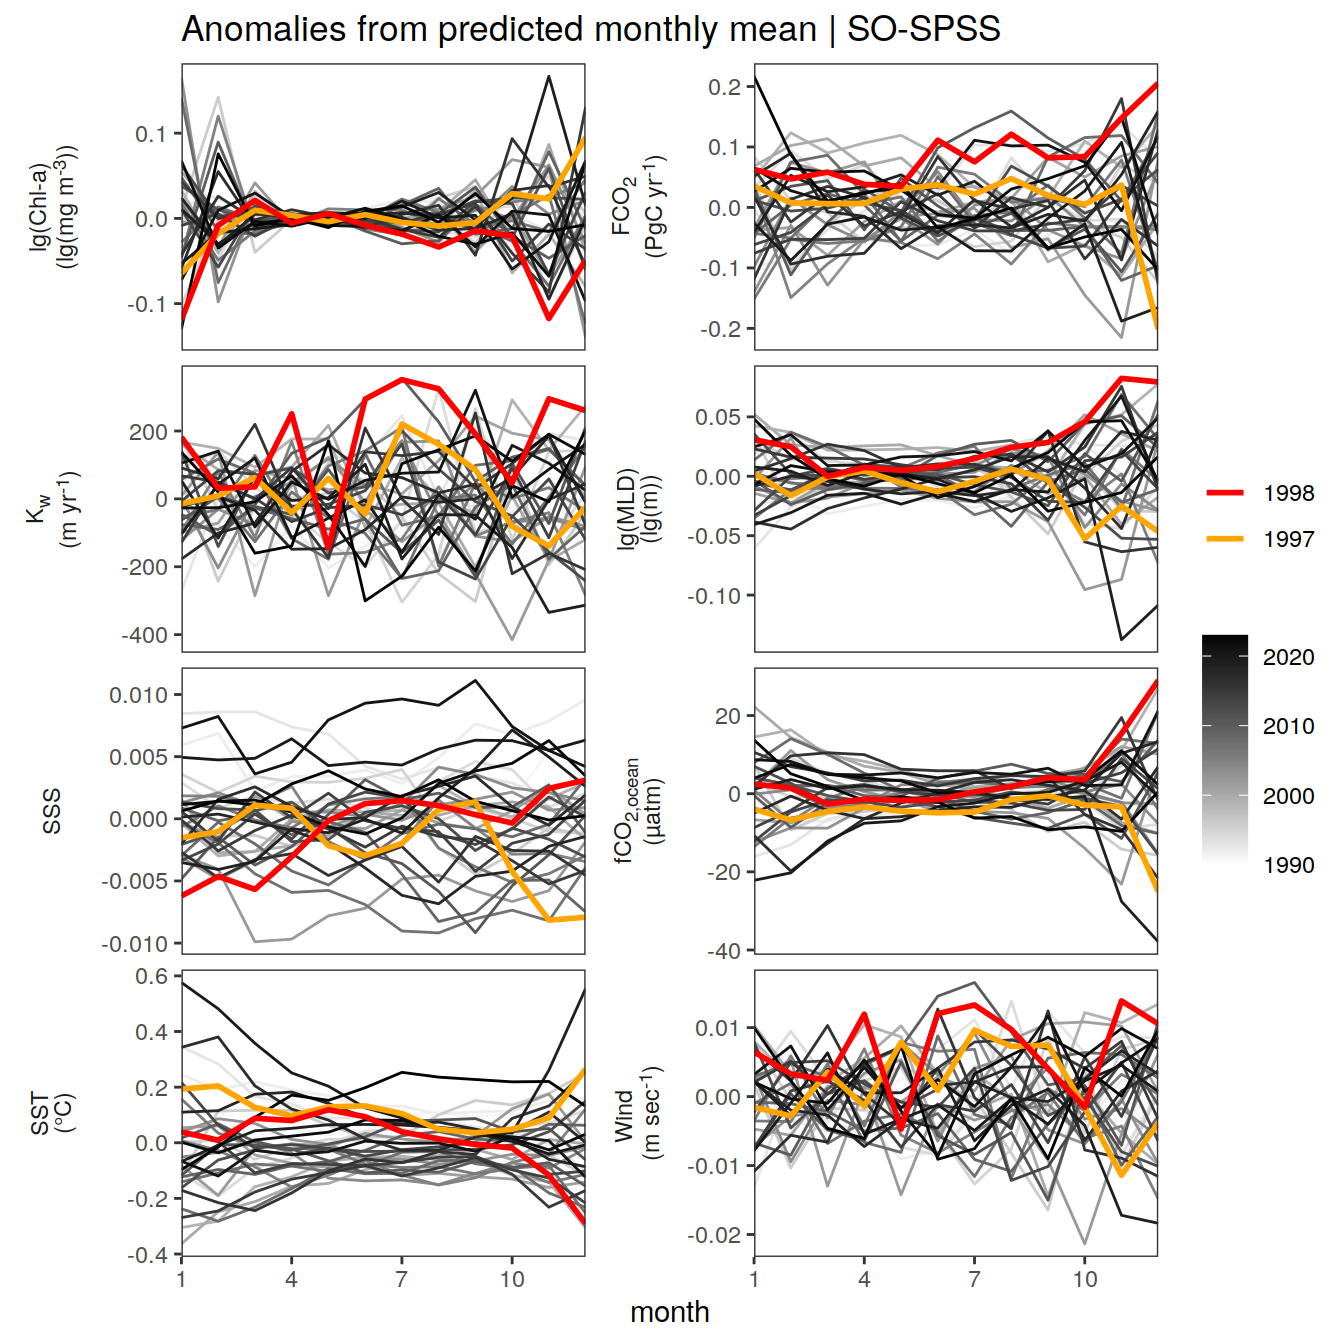 Anomalies from predicted monthly mean | SO-SPSS
lg(Chl-a)
(lg(mg m⁻³))
0.1
0.0
-0.1
FCO₂
(PgC yr⁻¹)
0.2
0.1
0.0
-0.1
-0.2
K_w
(m yr⁻¹)
200
0
-200
-400
lg(MLD)
(lg(m))
0.05
0.00
-0.05
-0.10
SSS
0.010
0.005
0.000
-0.005
-0.010
fCO₂,ocean
(µatm)
20
0
-20
-40
SST
(°C)
0.6
0.4
0.2
0.0
-0.2
-0.4
Wind
(m sec⁻¹)
0.01
0.00
-0.01
-0.02
1 4 7 10
1 4 7 10
month
1998
1997
2020
2010
2000
1990